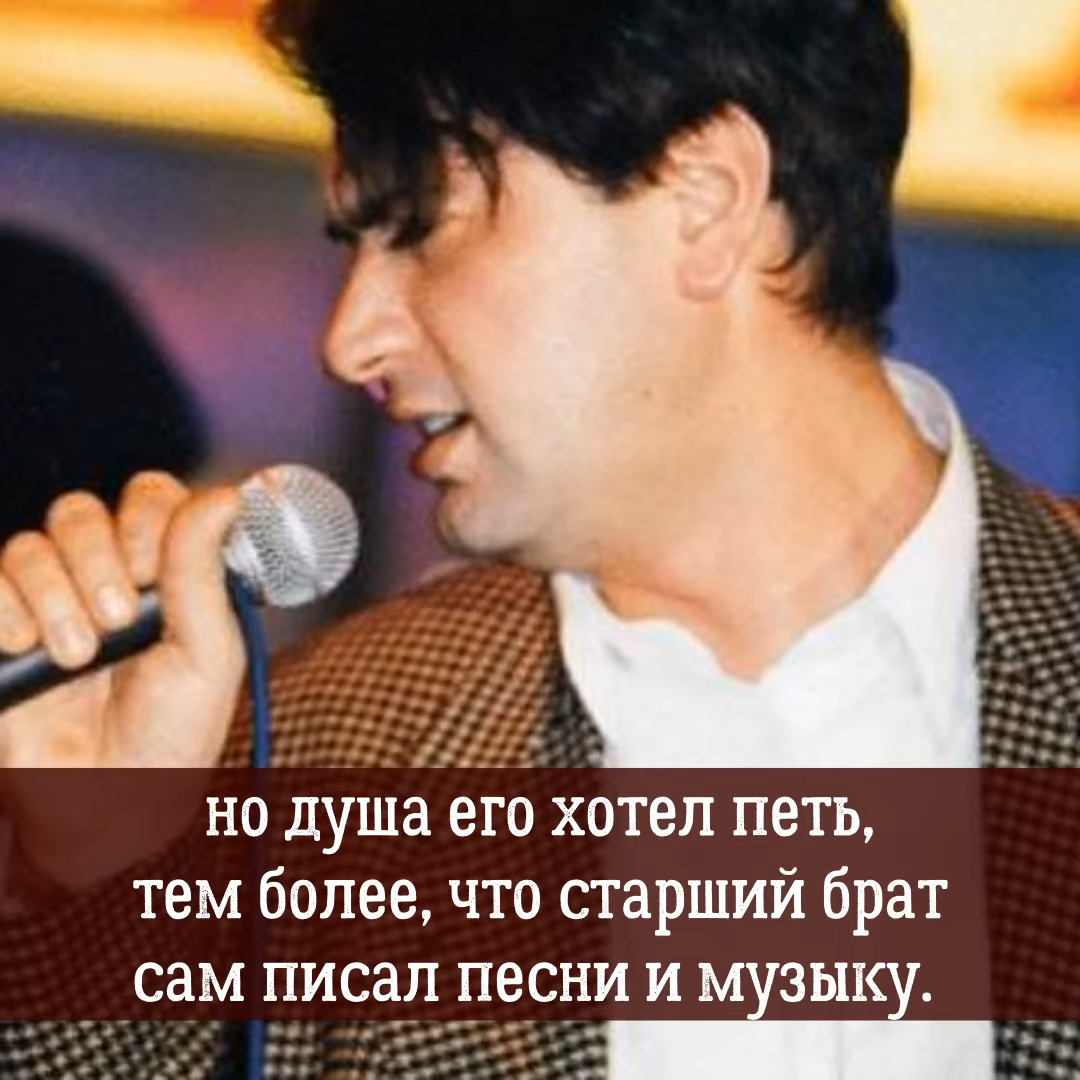 но душа его хотел петь,
тем более, что старший брат
сам писал песни и музыку.